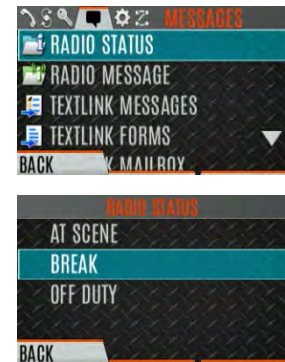 MESSAGES
RADIO STATUS
RADIO MESSAGE
TEXTLINK MESSAGES
TEXTLINK FORMS
BACK K MAILBOX
RADIO STATUS
AT SCENE
BREAK
OFF DUTY
BACK